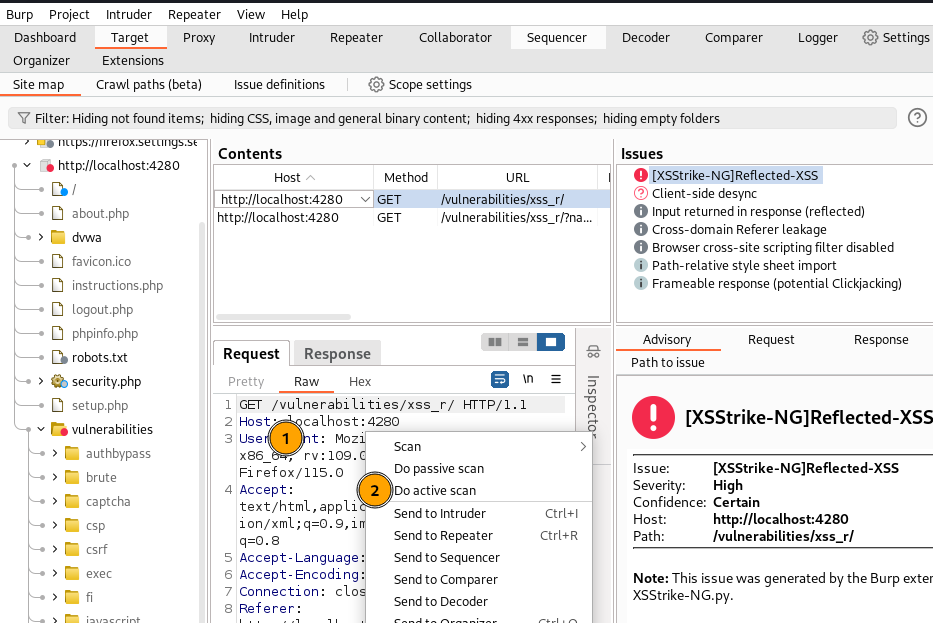 Burp Project Intruder Repeater View Help
Dashboard Target Proxy Intruder Repeater Collaborator Sequencer Decoder Comparer Logger Settings
Organizer Extensions
Site map Crawl paths (beta) Issue definitions Scope settings
Filter: Hiding not found items; hiding CSS, image and general binary content; hiding 4xx responses; hiding empty folders
https://firefox.settings.se
http://localhost:4280
/
about.php
dvwa
favicon.ico
instructions.php
logout.php
phpinfo.php
robots.txt
security.php
setup.php
vulnerabilities
authbypass
brute
captcha
csp
csrf
exec
fi
javascript
Contents
Host Method URL
http://localhost:4280 GET /vulnerabilities/xss_r/
http://localhost:4280 GET /vulnerabilities/xss_r/?na...
Request Response
Pretty Raw Hex \n
1 GET /vulnerabilities/xss_r/ HTTP/1.1
2 Host: localhost:4280
3 User nt: Mozi
x86_64; rv:109.0
Firefox/115.0
4 Accept:
text/html,applic
ion/xml;q=0.9,im
q=0.8
5 Accept-Language:
6 Accept-Encoding:
7 Connection: clos
8 Referer:
1
2
Scan
Do passive scan
Do active scan
Send to Intruder Ctrl+I
Send to Repeater Ctrl+R
Send to Sequencer
Send to Comparer
Send to Decoder
Send to Organizer Ctrl+O
Inspector
Issues
[XSStrike-NG]Reflected-XSS
Client-side desync
Input returned in response (reflected)
Cross-domain Referer leakage
Browser cross-site scripting filter disabled
Path-relative style sheet import
Frameable response (potential Clickjacking)
Advisory Request Response
Path to issue
[XSStrike-NG]Reflected-XSS
Issue: [XSStrike-NG]Reflected-XSS
Severity: High
Confidence: Certain
Host: http://localhost:4280
Path: /vulnerabilities/xss_r/
Note: This issue was generated by the Burp exter
XSStrike-NG.py.